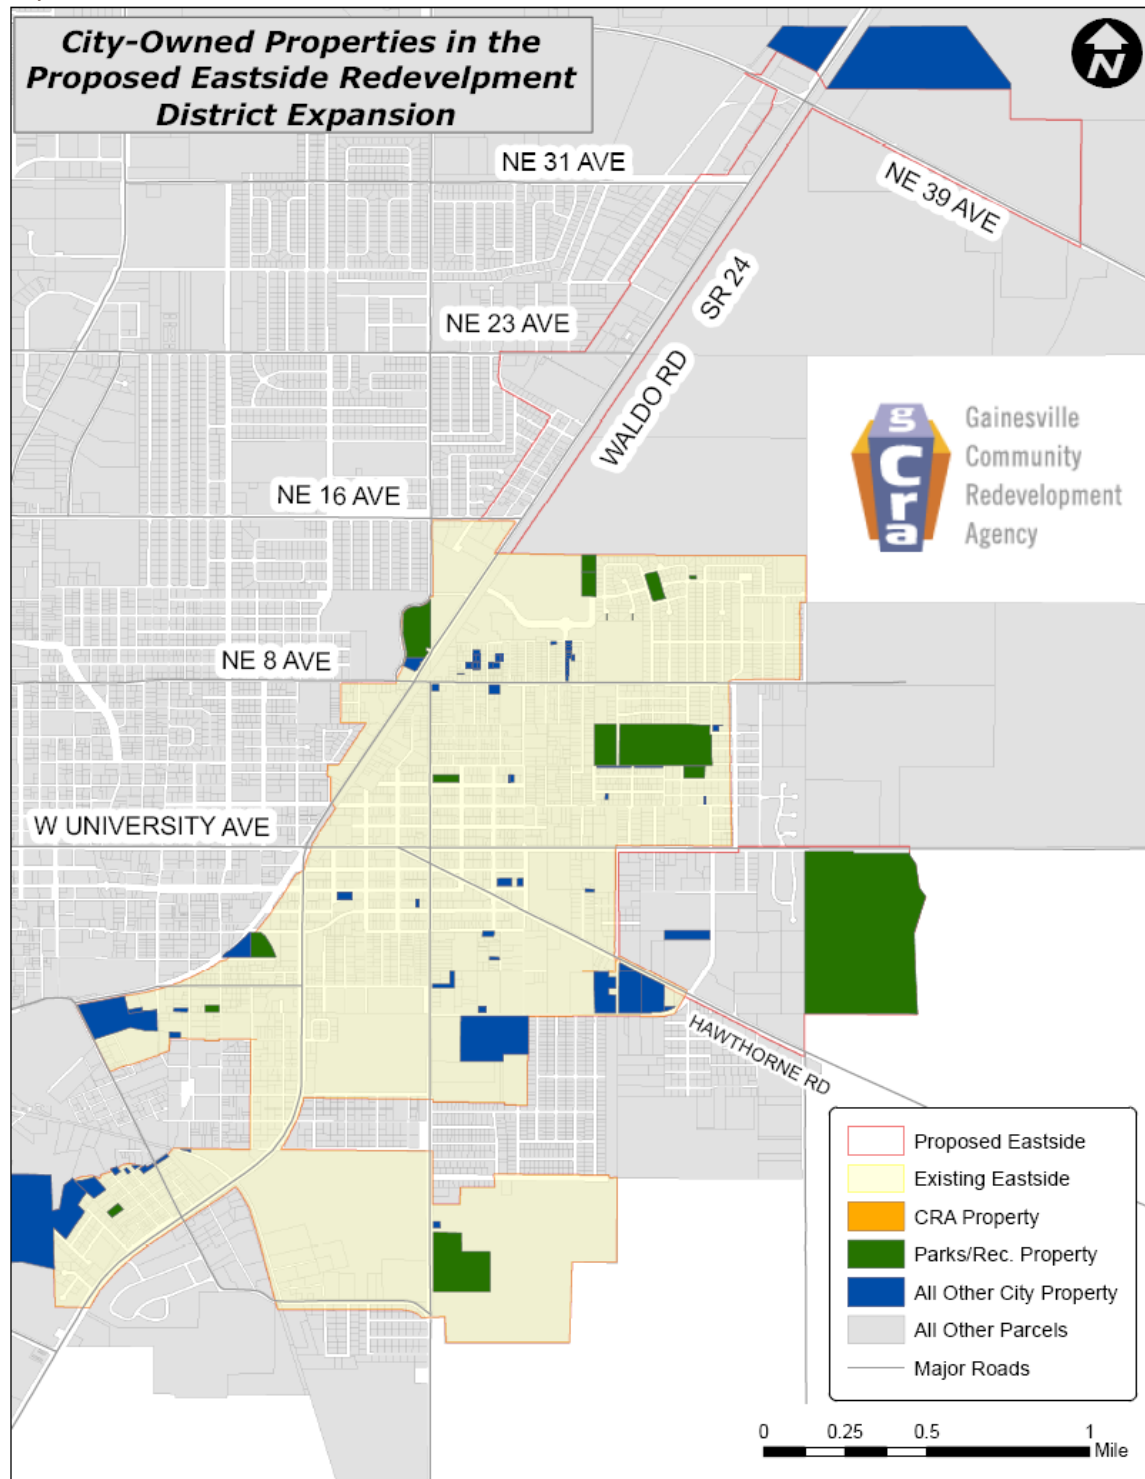 City-Owned Properties in the
Proposed Eastside Redevelpment
District Expansion
N
NE 31 AVE
NE 39 AVE
SR 24
NE 23 AVE
WALDO RD
g
C
r
a
Gainesville
Community
Redevelopment
Agency
NE 16 AVE
NE 8 AVE
W UNIVERSITY AVE
HAWTHORNE RD
Proposed Eastside
Existing Eastside
CRA Property
Parks/Rec. Property
All Other City Property
All Other Parcels
Major Roads
0 0.25 0.5 1
Mile